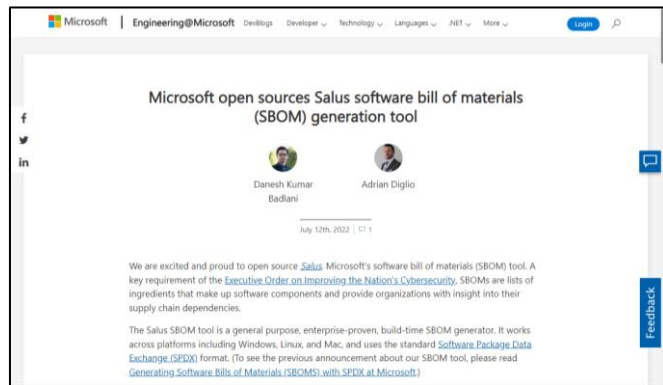 Microsoft | Engineering@Microsoft DevBlogs Developer Technology Languages .NET More Login
Microsoft open sources Salus software bill of materials
(SBOM) generation tool
f
in
Danesh Kumar
Badlani
Adrian Diglio
July 12th, 2022 1
We are excited and proud to open source Salus, Microsoft's software bill of materials (SBOM) tool. A
key requirement of the Executive Order on Improving the Nation's Cybersecurity, SBOMs are lists of
ingredients that make up software components and provide organizations with insight into their
supply chain dependencies.
The Salus SBOM tool is a general purpose, enterprise-proven, build-time SBOM generator. It works
across platforms including Windows, Linux, and Mac, and uses the standard Software Package Data
Exchange (SPDX) format. (To see the previous announcement about our SBOM tool, please read
Generating Software Bills of Materials (SBOMS) with SPDX at Microsoft.)
Feedback